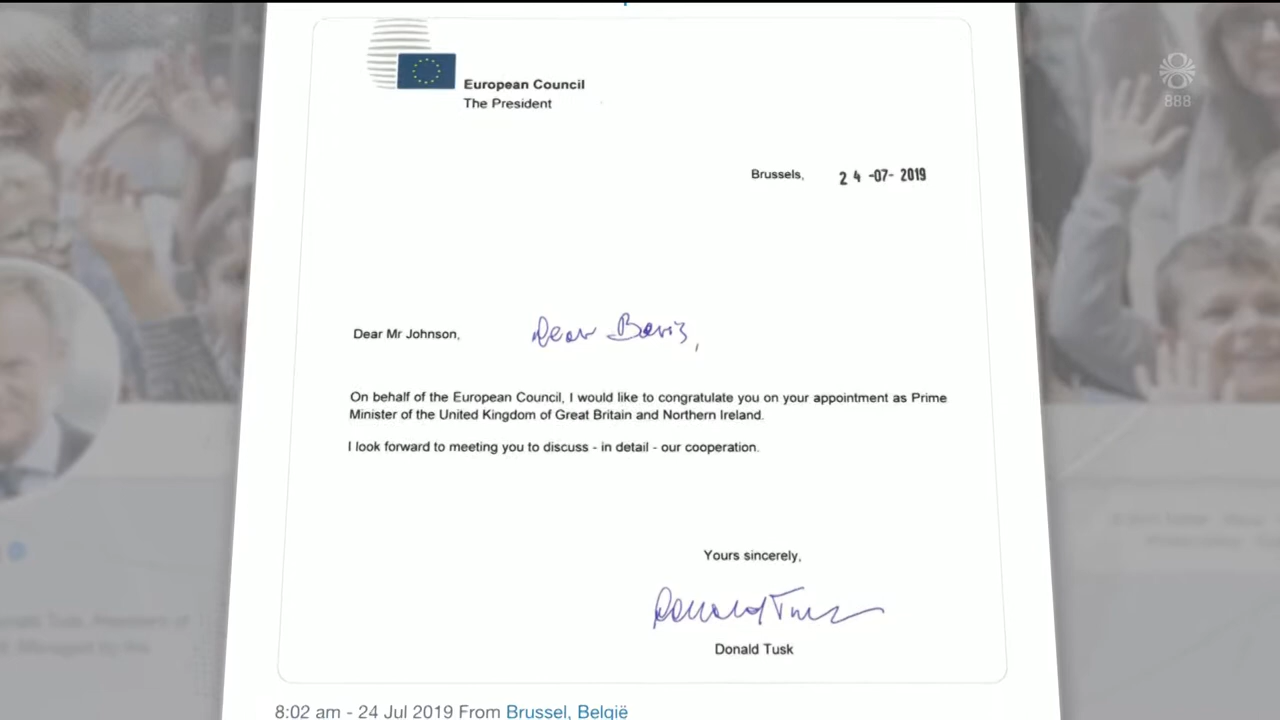 European Council
The President
888
Brussels, 24 -07- 2019
Dear Mr Johnson, Dear Boris,
On behalf of the European Council, I would like to congratulate you on your appointment as Prime
Minister of the United Kingdom of Great Britain and Northern Ireland.
I look forward to meeting you to discuss - in detail - our cooperation.
Yours sincerely,
Donald Tusk
Donald Tusk
8:02 am - 24 Jul 2019 From Brussel, België